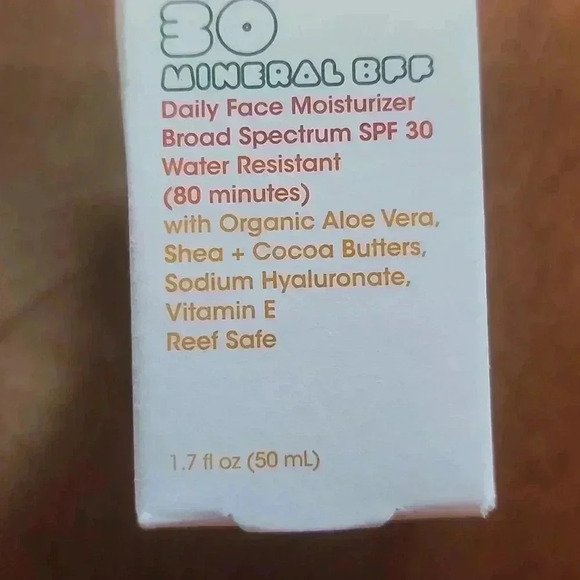 30
MINERAL BFF
Daily Face Moisturizer
Broad Spectrum SPF 30
Water Resistant
(80 minutes)
with Organic Aloe Vera,
Shea + Cocoa Butters,
Sodium Hyaluronate,
Vitamin E
Reef Safe
1.7 fl oz (50 mL)